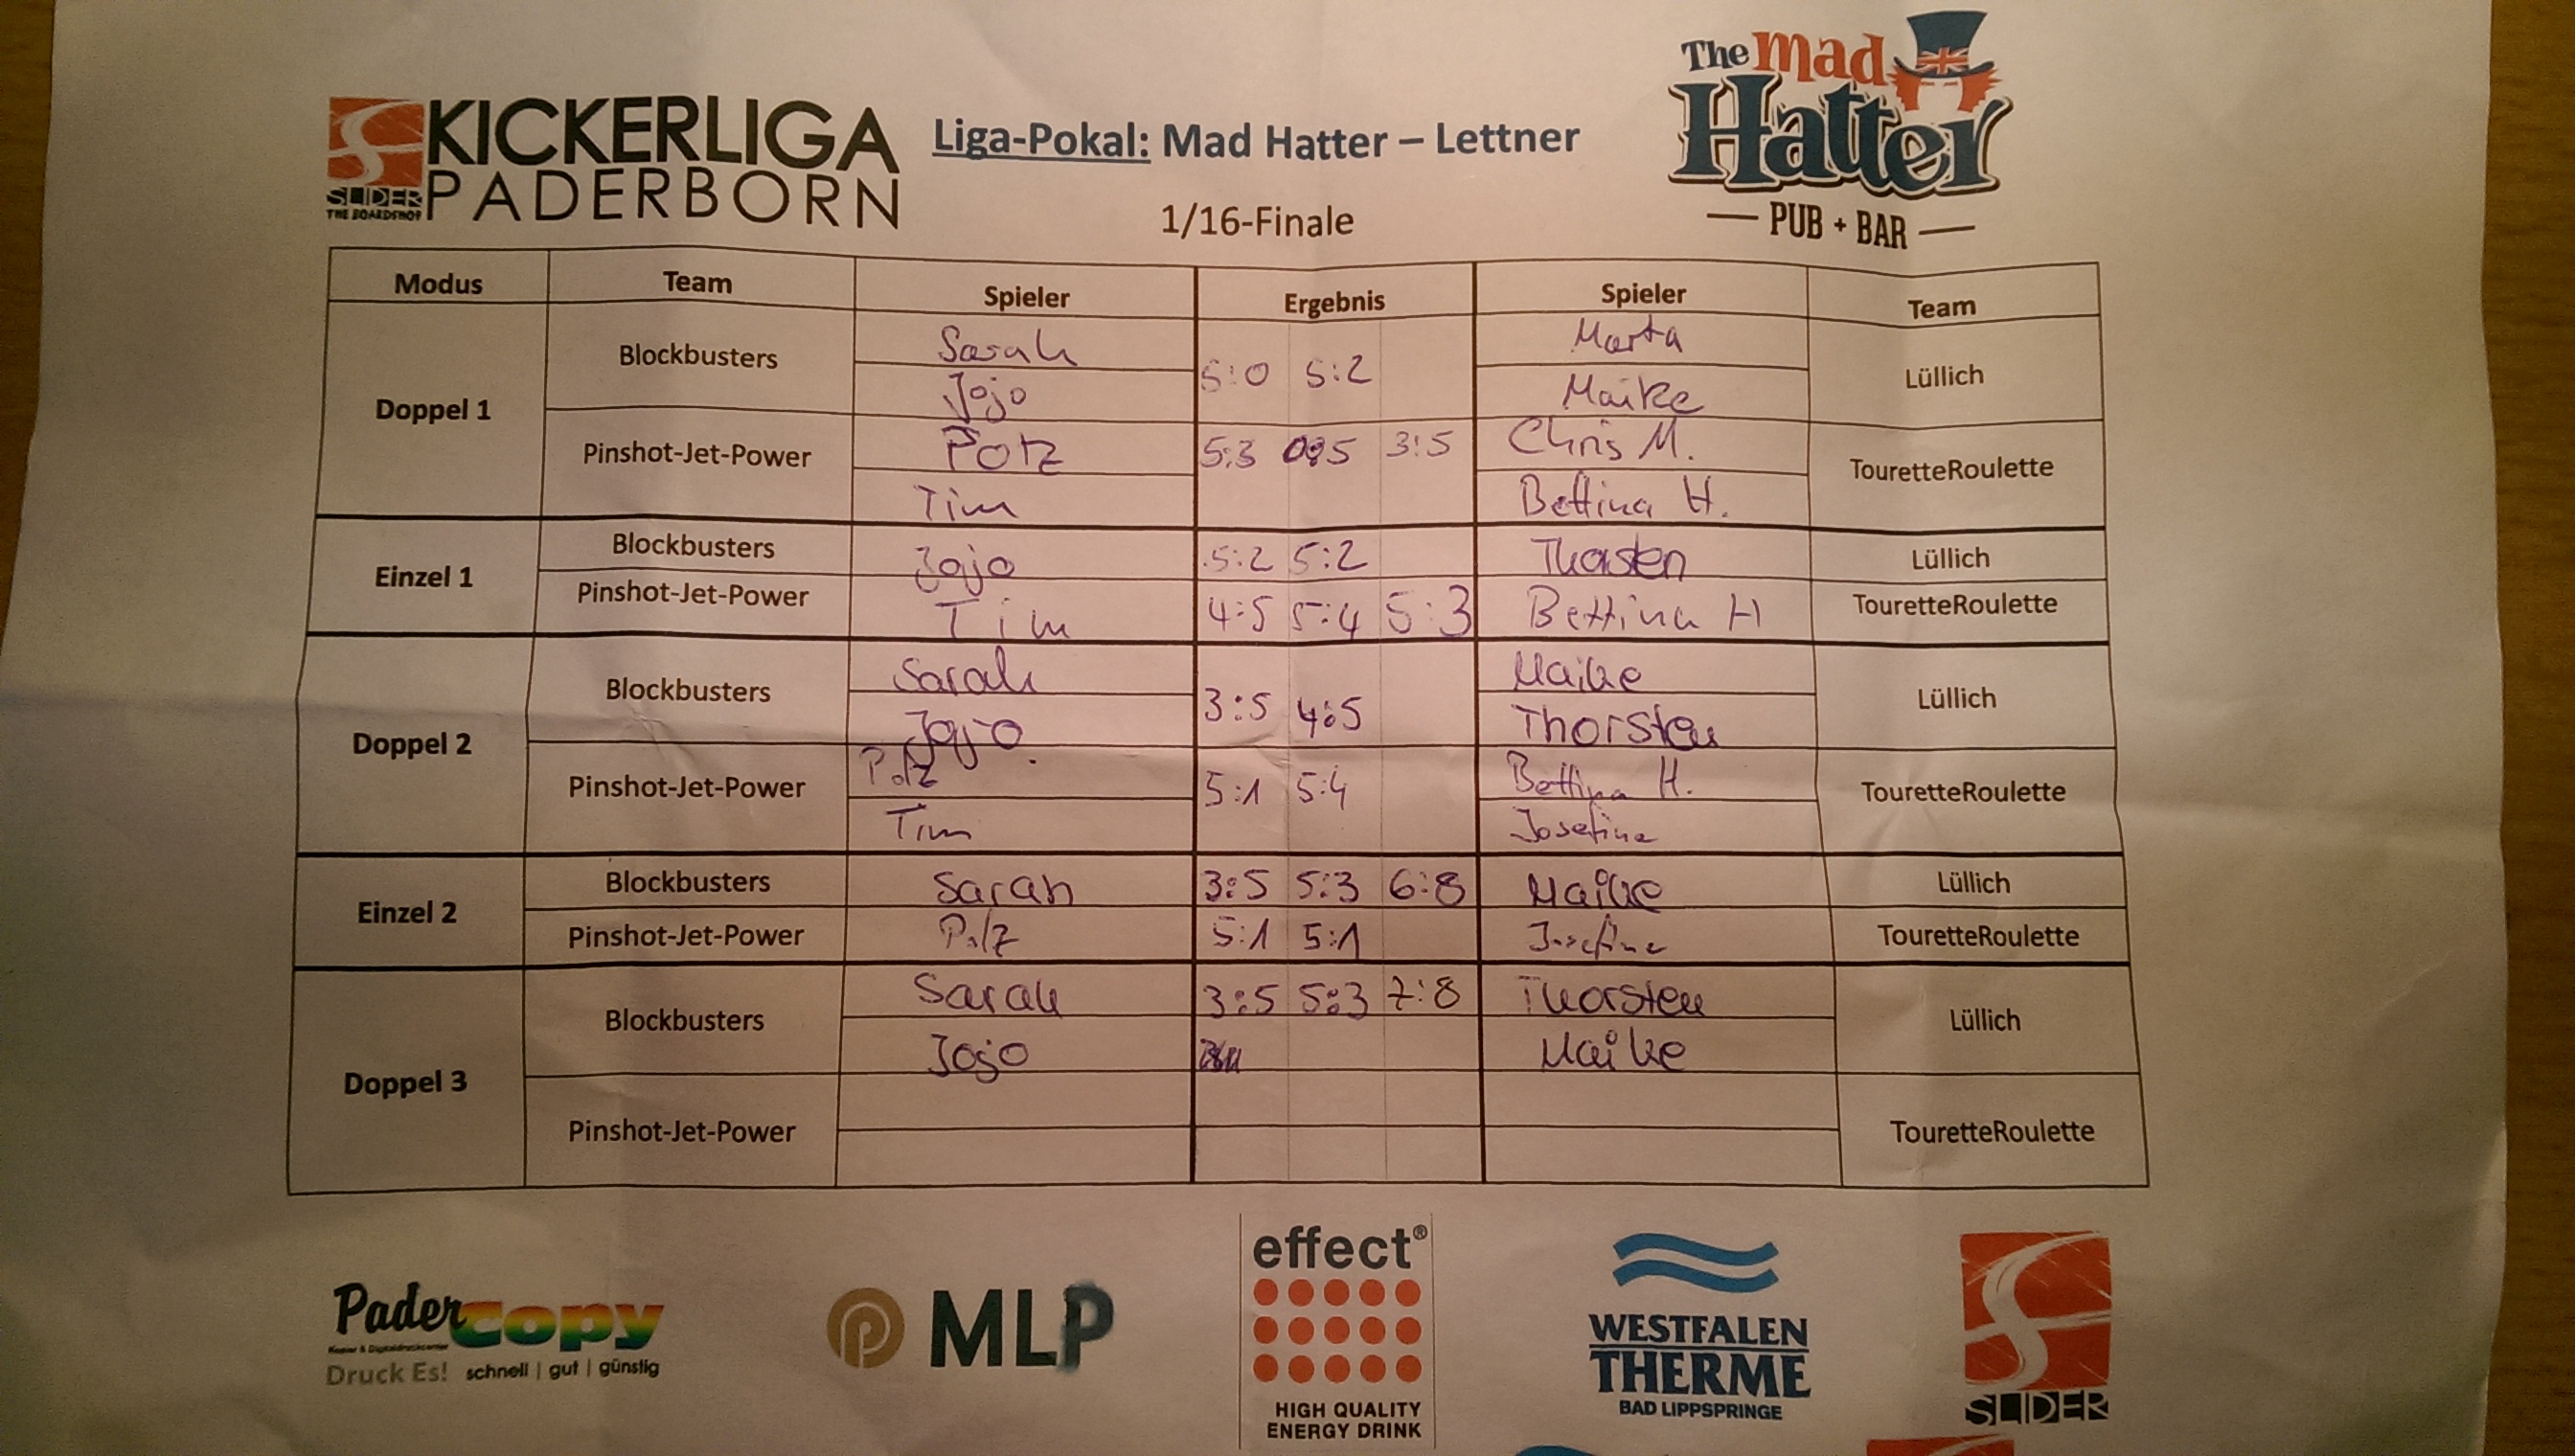 KICKERLIGA
PADERBORN
SLIDER
THE BOARDSHOP
Liga-Pokal: Mad Hatter – Lettner
1/16-Finale
The Mad
Hatter
PUB + BAR
Modus Team Spieler Ergebnis Spieler Team
Doppel 1
Blockbusters Sarah 5:0 5:2 Marta Lüllich
Jojo Maike
Pinshot-Jet-Power Potz 5:3 0:5 3:5 Chris M. TouretteRoulette
Tim Bettina H.
Einzel 1
Blockbusters Jojo 5:2 5:2 Thorsten Lüllich
Pinshot-Jet-Power Tim 4:5 5:4 5:3 Bettina H TouretteRoulette
Doppel 2
Blockbusters Sarah 3:5 4:5 Maike Lüllich
Jojo Thorsten
Pinshot-Jet-Power Potz 5:1 5:4 Bettina H. TouretteRoulette
Tim Josefine
Einzel 2
Blockbusters Sarah 3:5 5:3 6:8 Maike Lüllich
Pinshot-Jet-Power Potz 5:1 5:1 Josefine TouretteRoulette
Doppel 3
Blockbusters Sarah 3:5 5:3 7:8 Thorsten Lüllich
Jojo Maike
Pinshot-Jet-Power TouretteRoulette
PaderCopy
Kopier & Digitaldruckcenter
Druck Es! schnell | gut | günstig
MLP
effect®
HIGH QUALITY
ENERGY DRINK
WESTFALEN
THERME
BAD LIPPSPRINGE
SLIDER